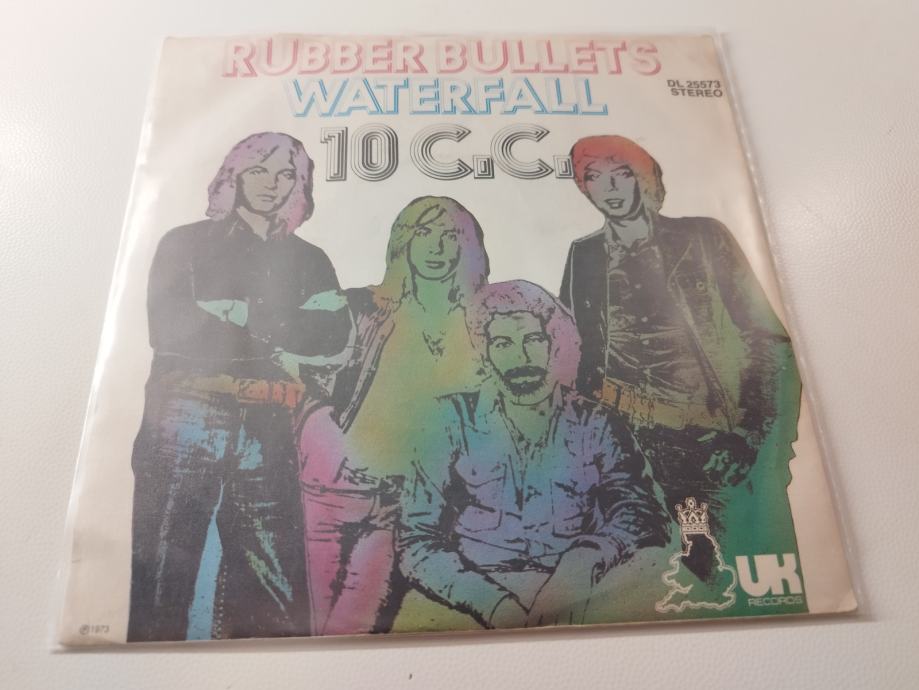 RUBBER BULLETS
WATERFALL
DL 25573
STEREO
10 C.C.
UK
RECORDS
℗1973